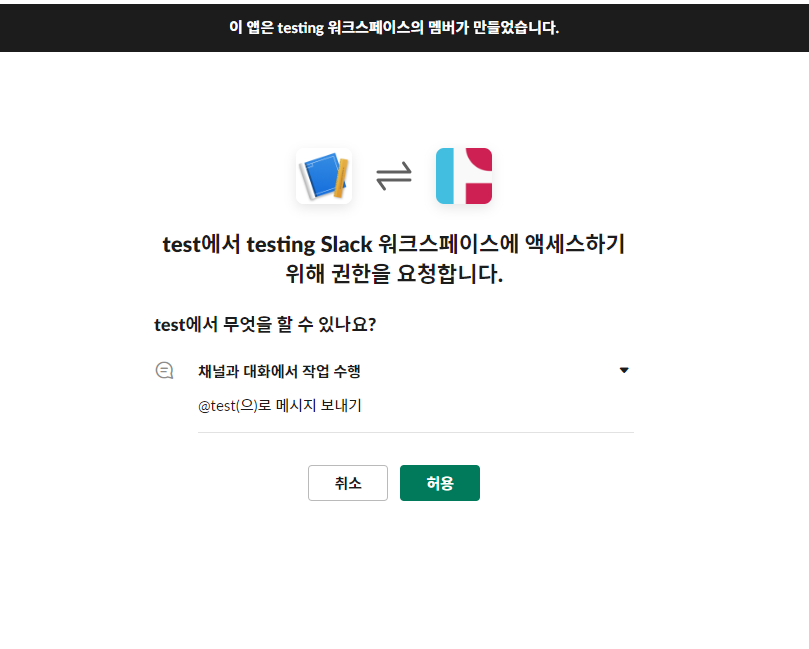 이 앱은 testing 워크스페이스의 멤버가 만들었습니다.
test에서 testing Slack 워크스페이스에 액세스하기
위해 권한을 요청합니다.
test에서 무엇을 할 수 있나요?
채널과 대화에서 작업 수행
@test(으)로 메시지 보내기
취소
허용